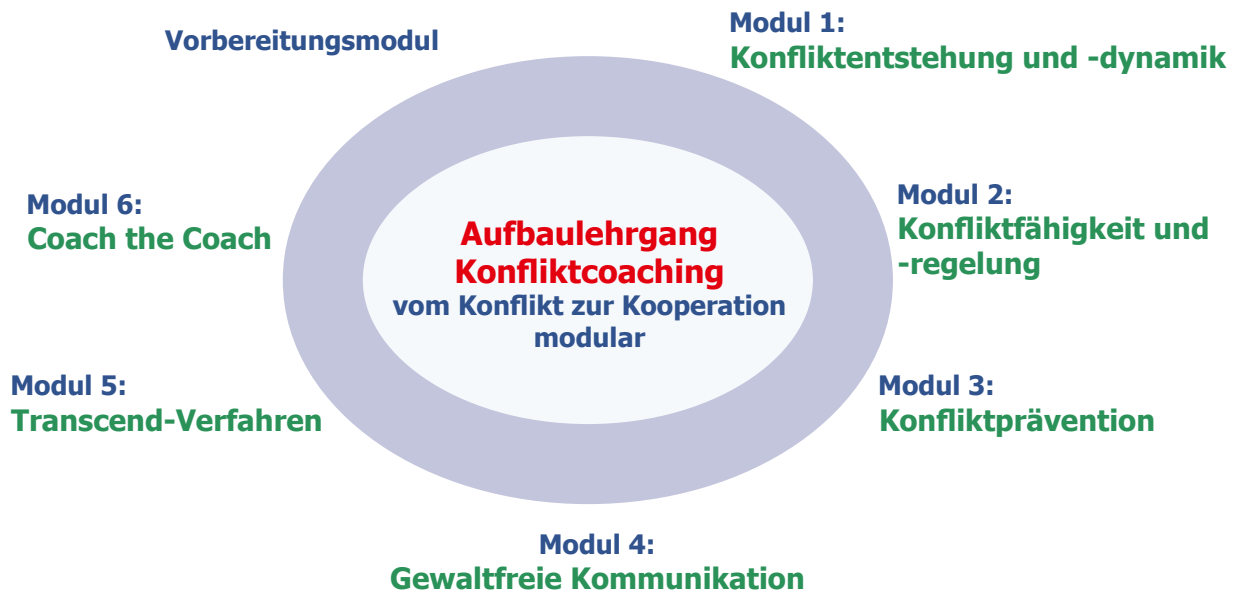 Vorbereitungsmodul
Modul 1:
Konfliktentstehung und -dynamik
Modul 2:
Konfliktfähigkeit und
-regelung
Modul 3:
Konfliktprävention
Modul 4:
Gewaltfreie Kommunikation
Modul 5:
Transcend-Verfahren
Modul 6:
Coach the Coach
Aufbaulehrgang
Konfliktcoaching
vom Konflikt zur Kooperation
modular